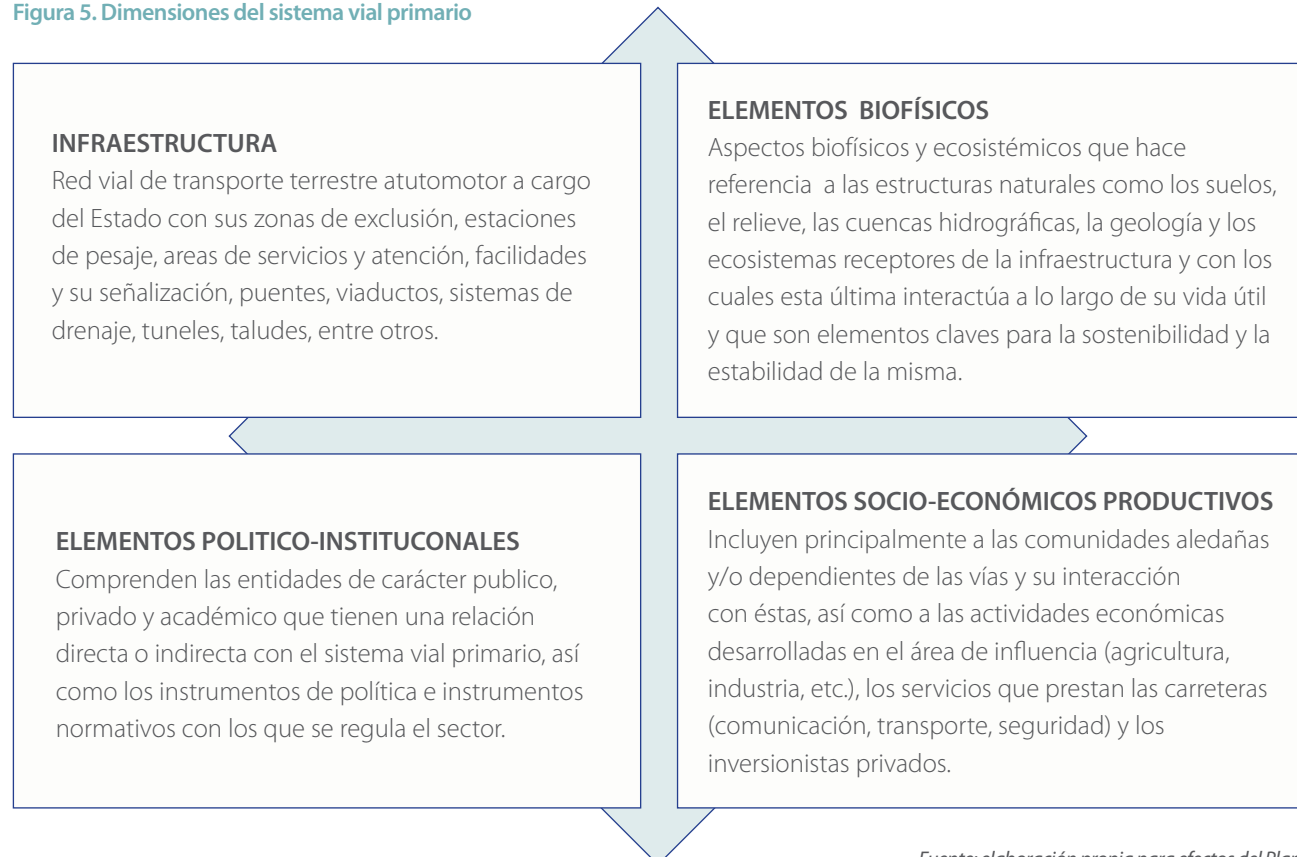 Figura 5. Dimensiones del sistema vial primario
INFRAESTRUCTURA
Red vial de transporte terrestre atutomotor a cargo
del Estado con sus zonas de exclusión, estaciones
de pesaje, areas de servicios y atención, facilidades
y su señalización, puentes, viaductos, sistemas de
drenaje, tuneles, taludes, entre otros.
ELEMENTOS BIOFÍSICOS
Aspectos biofísicos y ecosistémicos que hace
referencia a las estructuras naturales como los suelos,
el relieve, las cuencas hidrográficas, la geología y los
ecosistemas receptores de la infraestructura y con los
cuales esta última interactúa a lo largo de su vida útil
y que son elementos claves para la sostenibilidad y la
estabilidad de la misma.
ELEMENTOS POLITICO-INSTITUCONALES
Comprenden las entidades de carácter publico,
privado y académico que tienen una relación
directa o indirecta con el sistema vial primario, así
como los instrumentos de política e instrumentos
normativos con los que se regula el sector.
ELEMENTOS SOCIO-ECONÓMICOS PRODUCTIVOS
Incluyen principalmente a las comunidades aledañas
y/o dependientes de las vías y su interacción
con éstas, así como a las actividades económicas
desarrolladas en el área de influencia (agricultura,
industria, etc.), los servicios que prestan las carreteras
(comunicación, transporte, seguridad) y los
inversionistas privados.
Fuente: elaboración propia para efectos del Plan